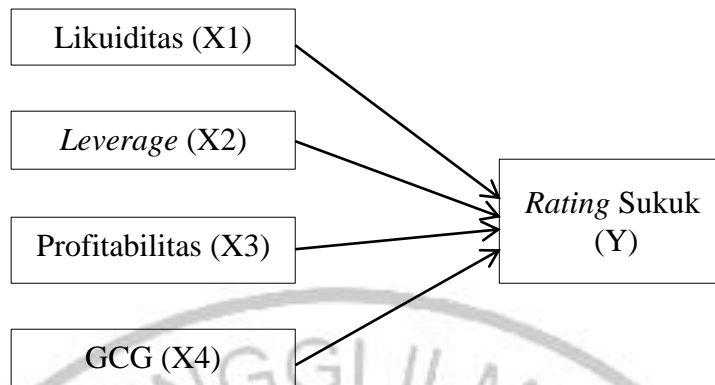 Likuiditas (X1)
Leverage (X2)
Rating Sukuk
(Y)
Profitabilitas (X3)
GCG (X4)